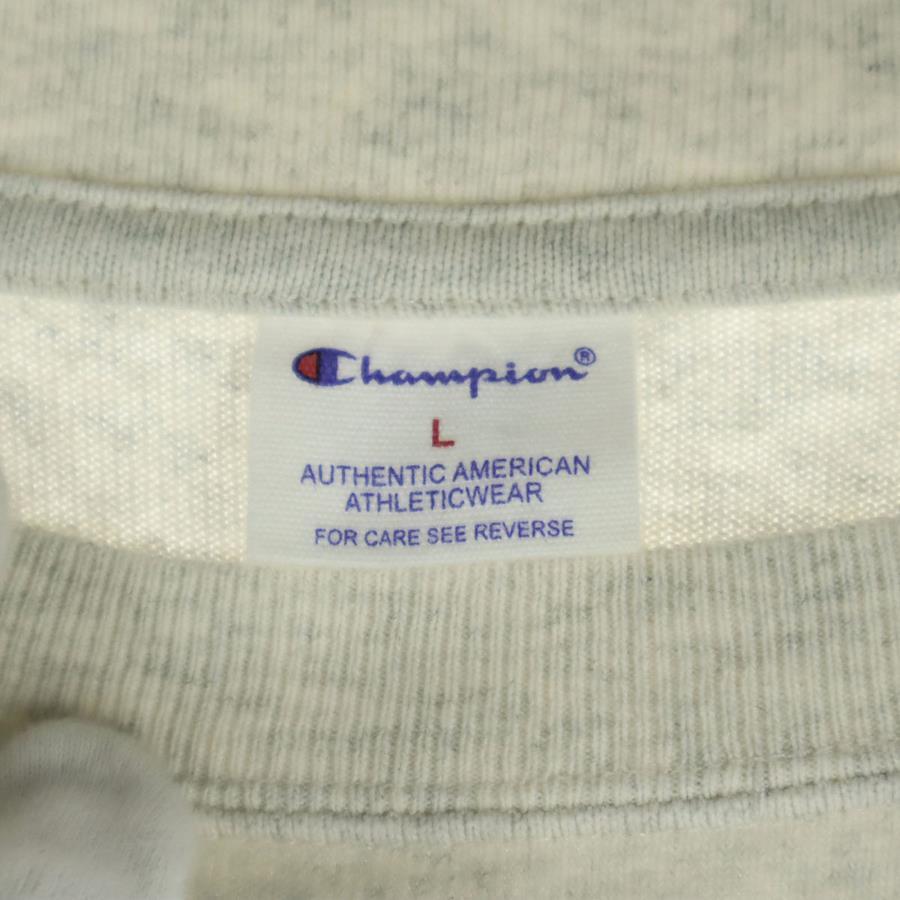 Champion®
L
AUTHENTIC AMERICAN
ATHLETICWEAR
FOR CARE SEE REVERSE